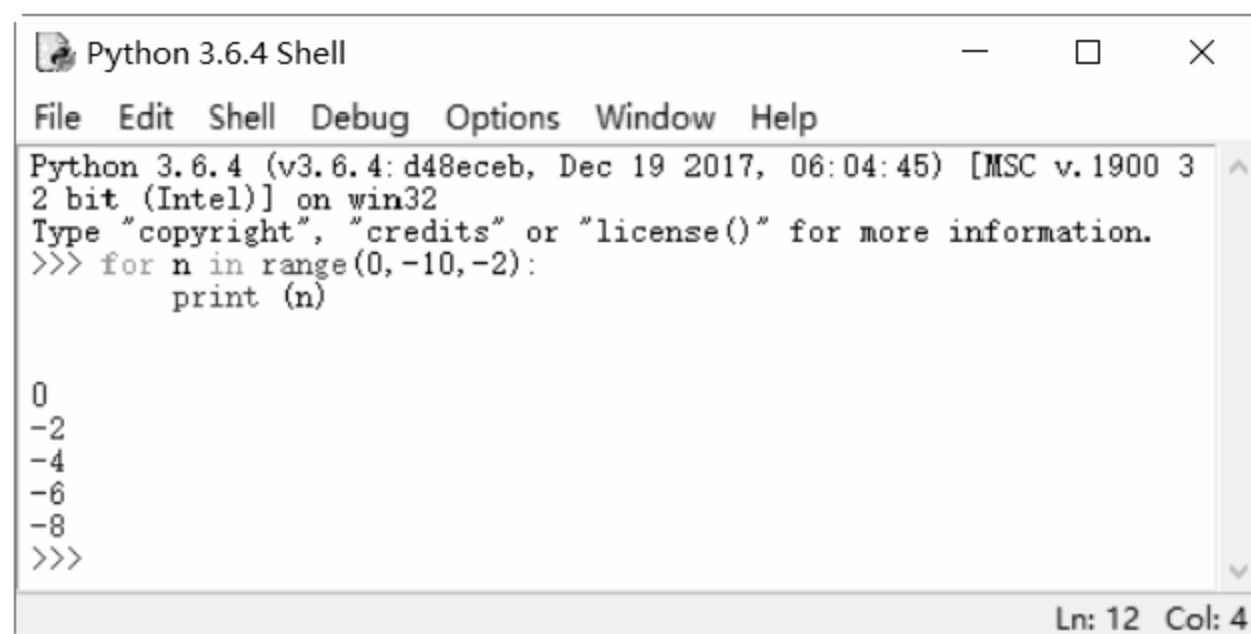 Python 3.6.4 Shell
File Edit Shell Debug Options Window Help
Python 3.6.4 (v3.6.4:d48eceb, Dec 19 2017, 06:04:45) [MSC v.1900 3
2 bit (Intel)] on win32
Type "copyright", "credits" or "license()" for more information.
>>> for n in range(0,-10,-2):
        print (n)
0
-2
-4
-6
-8
>>>
Ln: 12 Col: 4